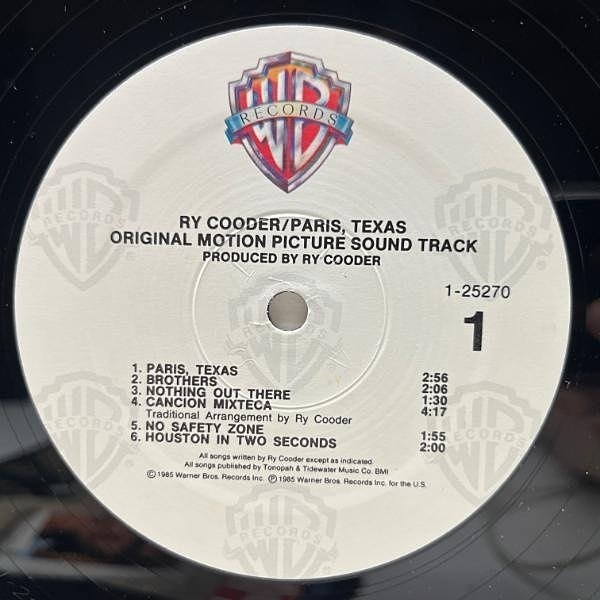 WB
RECORDS
RY COODER/PARIS, TEXAS
ORIGINAL MOTION PICTURE SOUND TRACK
PRODUCED BY RY COODER
1-25270
1
1. PARIS, TEXAS 2:56
2. BROTHERS 2:06
3. NOTHING OUT THERE 1:30
4. CANCION MIXTECA 4:17
Traditional Arrangement by Ry Cooder
5. NO SAFETY ZONE 1:55
6. HOUSTON IN TWO SECONDS 2:00
All songs written by Ry Cooder except as indicated.
All songs published by Tonopah & Tidewater Music Co. BMI
©1985 Warner Bros. Records Inc. ℗1985 Warner Bros. Records Inc. for the U.S.